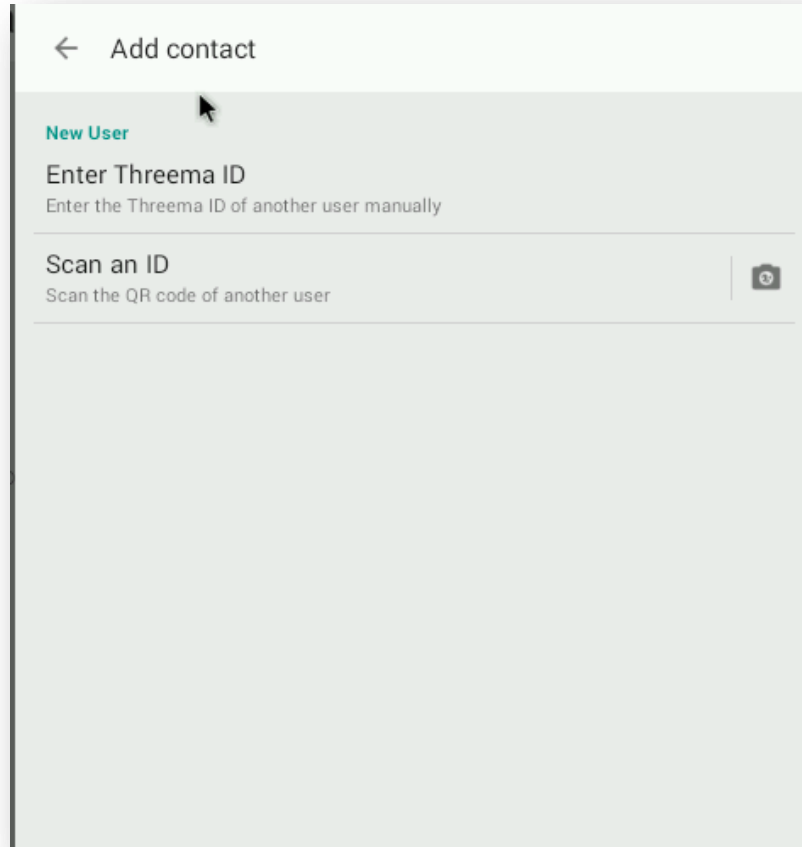 Add contact
New User
Enter Threema ID
Enter the Threema ID of another user manually
Scan an ID
Scan the QR code of another user